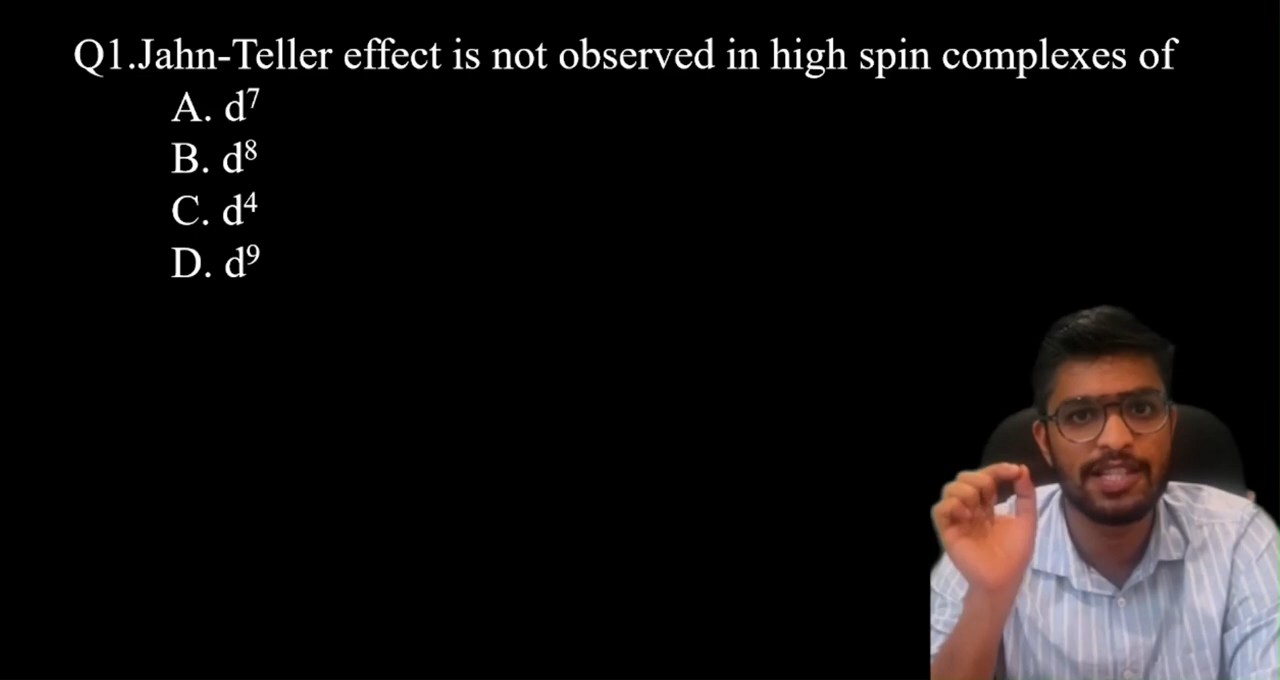 Q1.Jahn-Teller effect is not observed in high spin complexes of
A. d⁷
B. d⁸
C. d⁴
D. d⁹